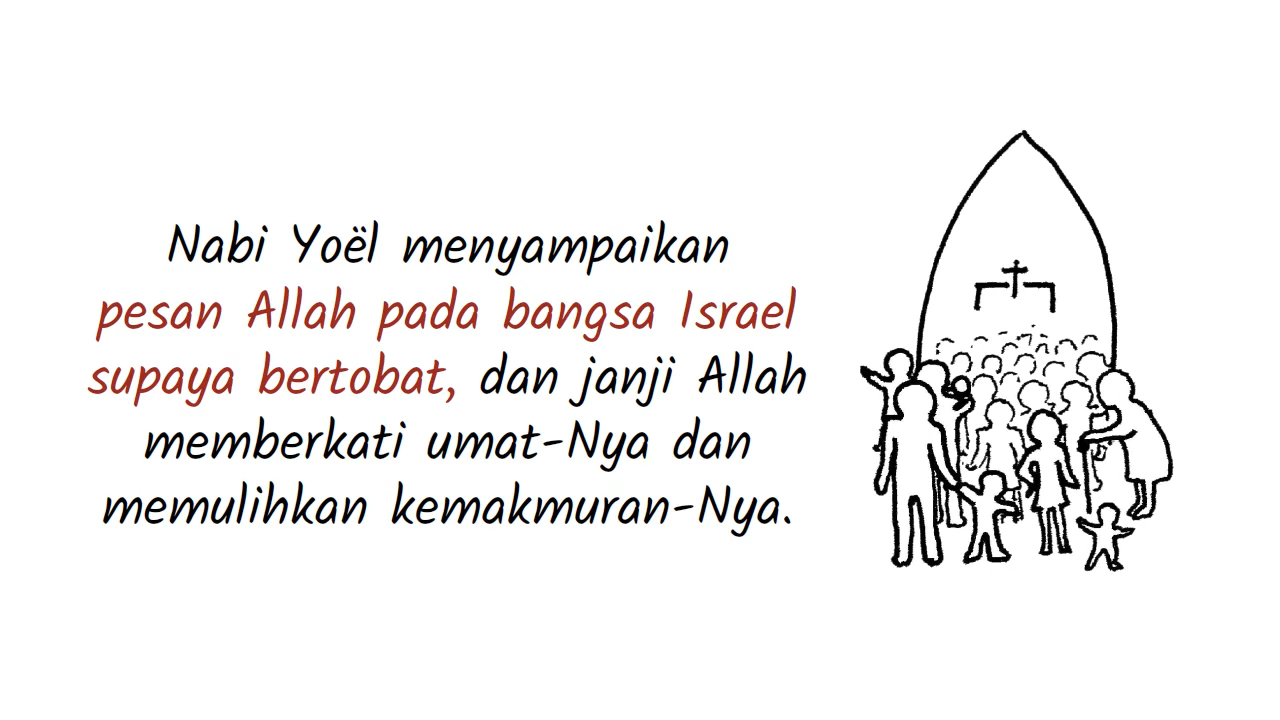 Nabi Yoël menyampaikan
pesan Allah pada bangsa Israel
supaya bertobat, dan janji Allah
memberkati umat-Nya dan
memulihkan kemakmuran-Nya.